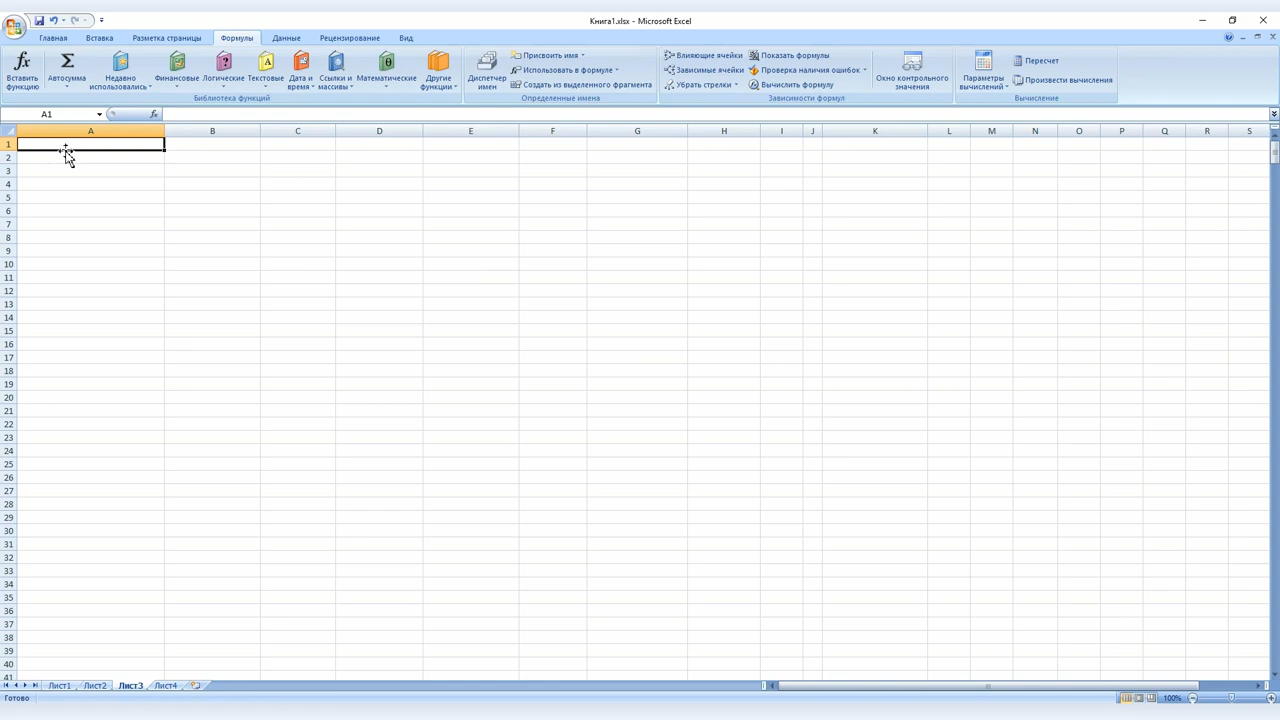 Книга1.xlsx - Microsoft Excel
Главная Вставка Разметка страницы Формулы Данные Рецензирование Вид
Вставить функцию
Автосумма
Недавно использовались
Финансовые
Логические
Текстовые
Дата и время
Ссылки и массивы
Математические
Другие функции
Библиотека функций
Диспетчер имен
Присвоить имя
Использовать в формуле
Создать из выделенного фрагмента
Определенные имена
Влияющие ячейки
Зависимые ячейки
Убрать стрелки
Показать формулы
Проверка наличия ошибок
Вычислить формулу
Зависимости формул
Окно контрольного значения
Параметры вычислений
Пересчет
Произвести вычисления
Вычисление
A1
fx
A B C D E F G H I J K L M N O P Q R S
1
2
3
4
5
6
7
8
9
10
11
12
13
14
15
16
17
18
19
20
21
22
23
24
25
26
27
28
29
30
31
32
33
34
35
36
37
38
39
40
41
Лист1 Лист2 Лист3 Лист4
Готово
100%